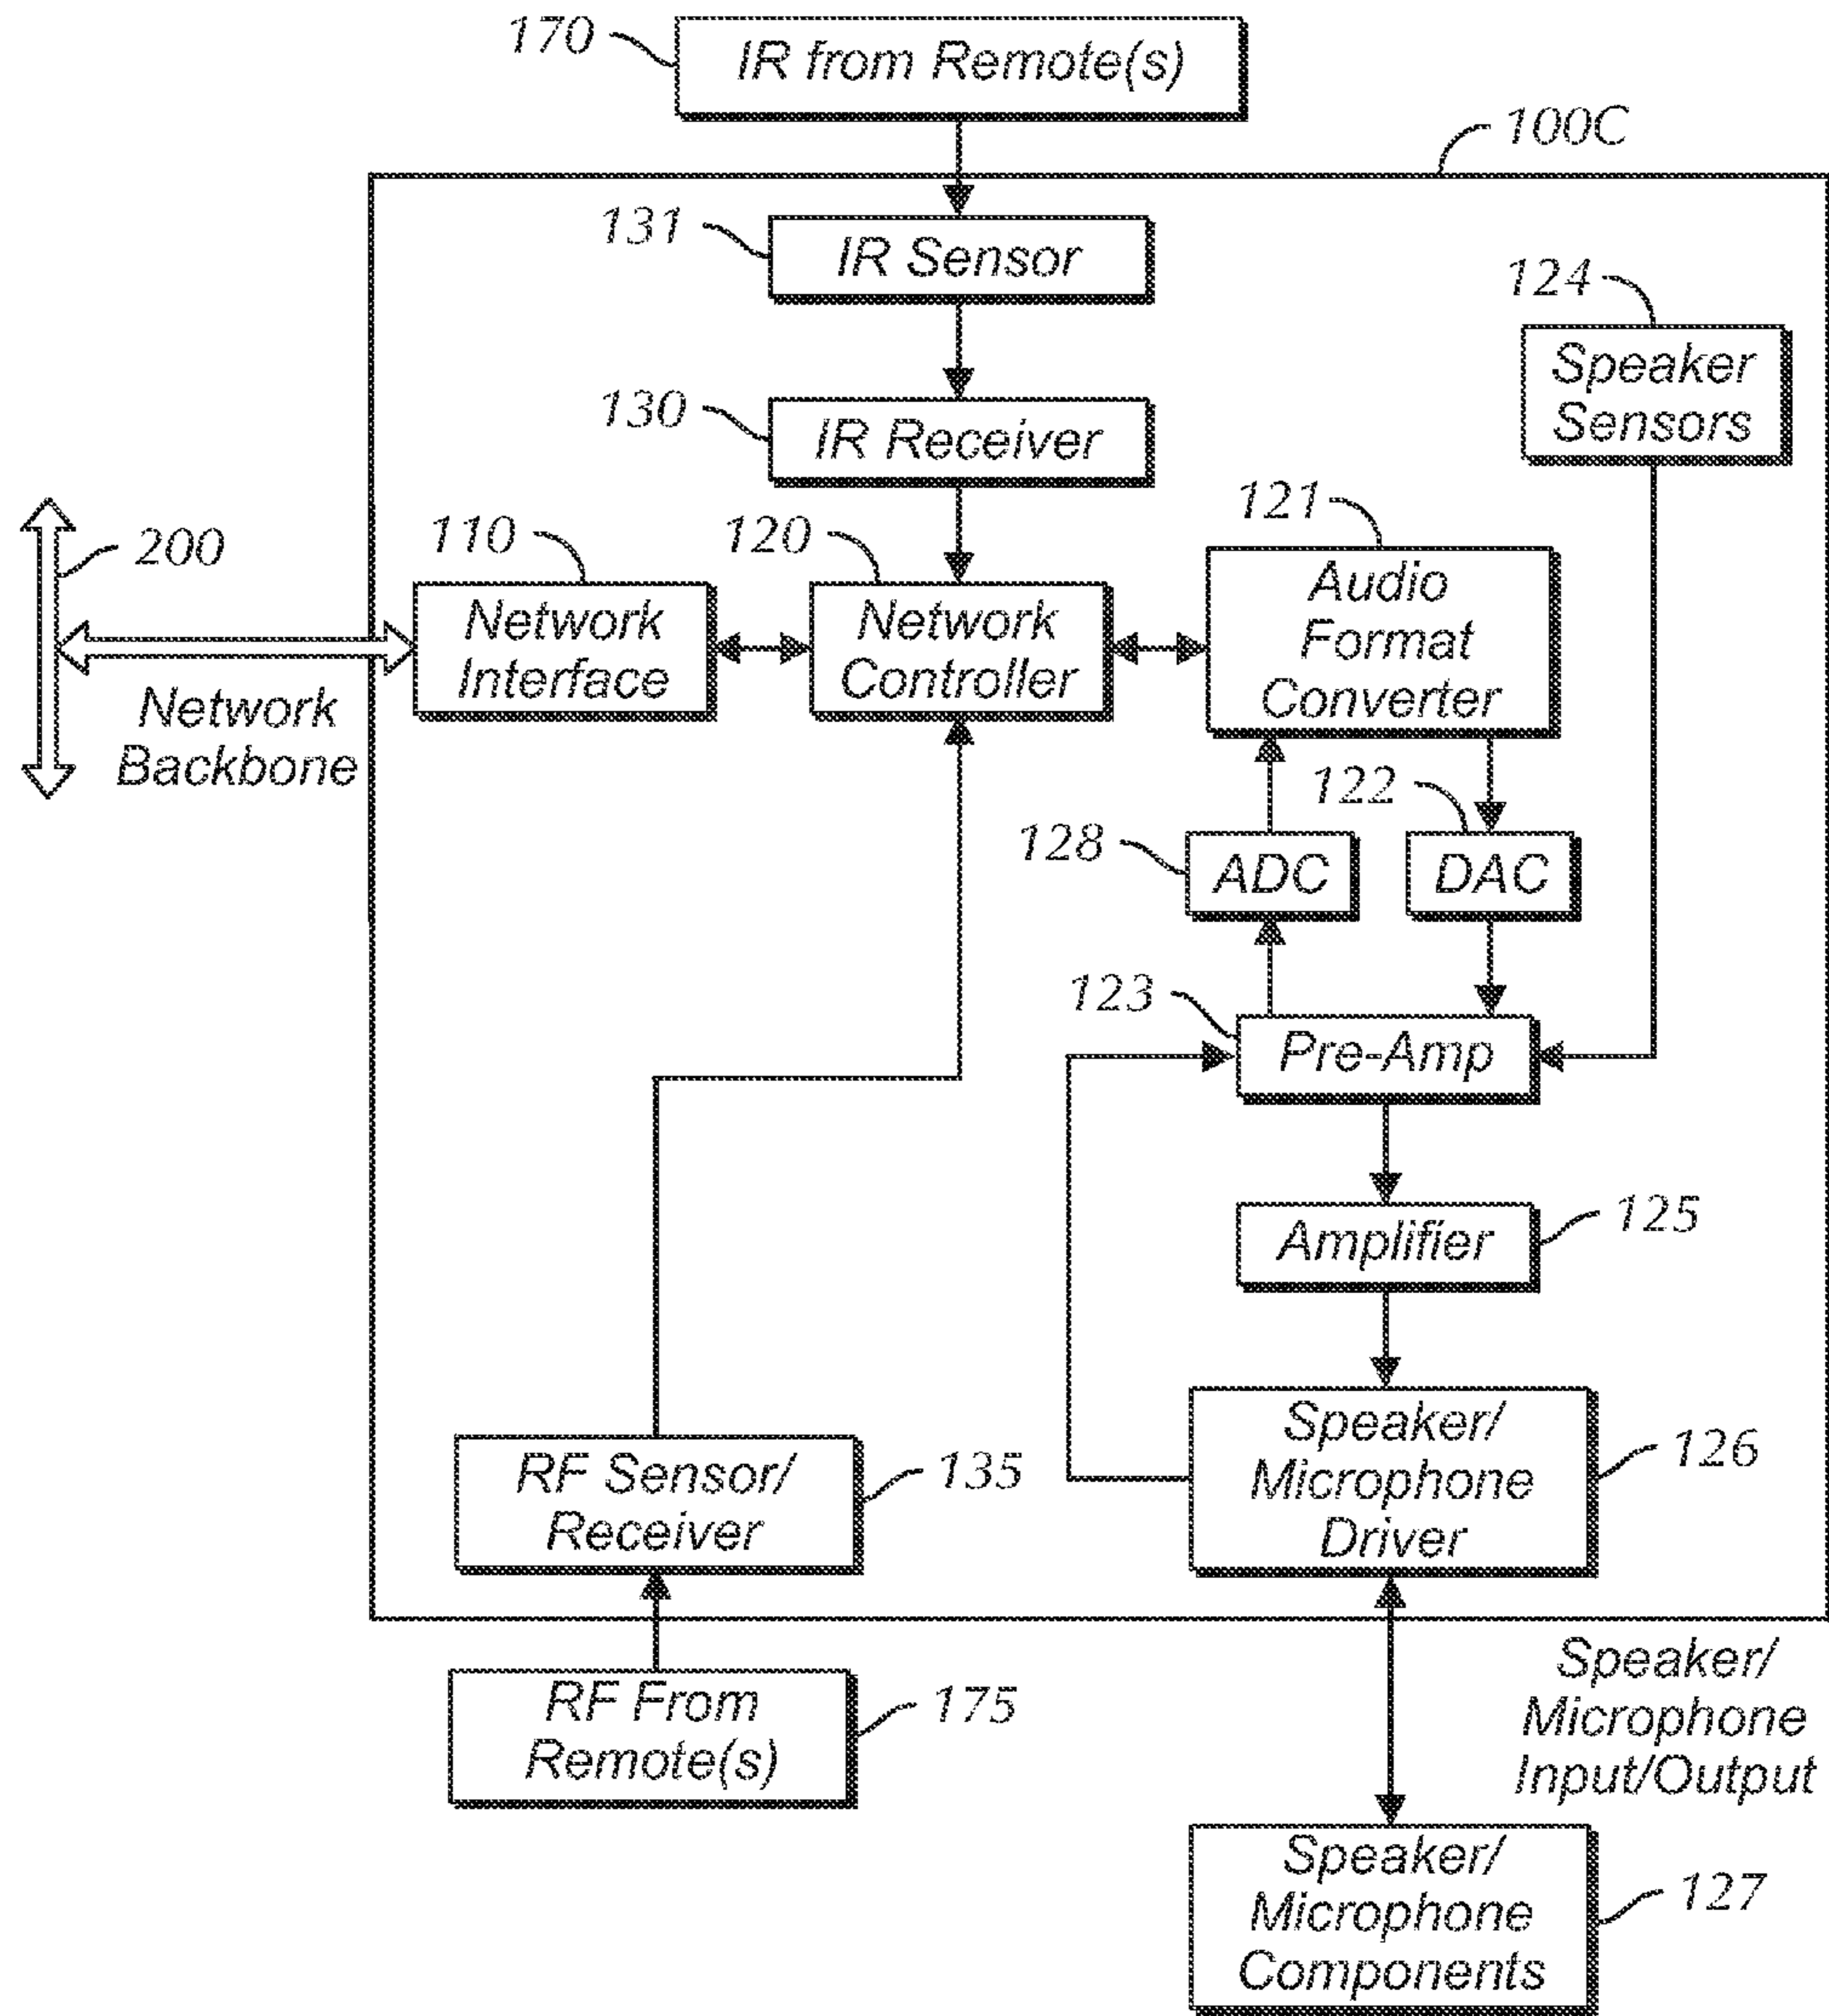 170
IR from Remote(s)
100C
131
IR Sensor
124
Speaker
Sensors
130
IR Receiver
200
110
Network
Interface
120
Network
Controller
121
Audio
Format
Converter
Network
Backbone
122
128
ADC
DAC
123
Pre-Amp
Amplifier
125
RF Sensor/
Receiver
135
Speaker/
Microphone
Driver
126
RF From
Remote(s)
175
Speaker/
Microphone
Input/Output
Speaker/
Microphone
Components
127